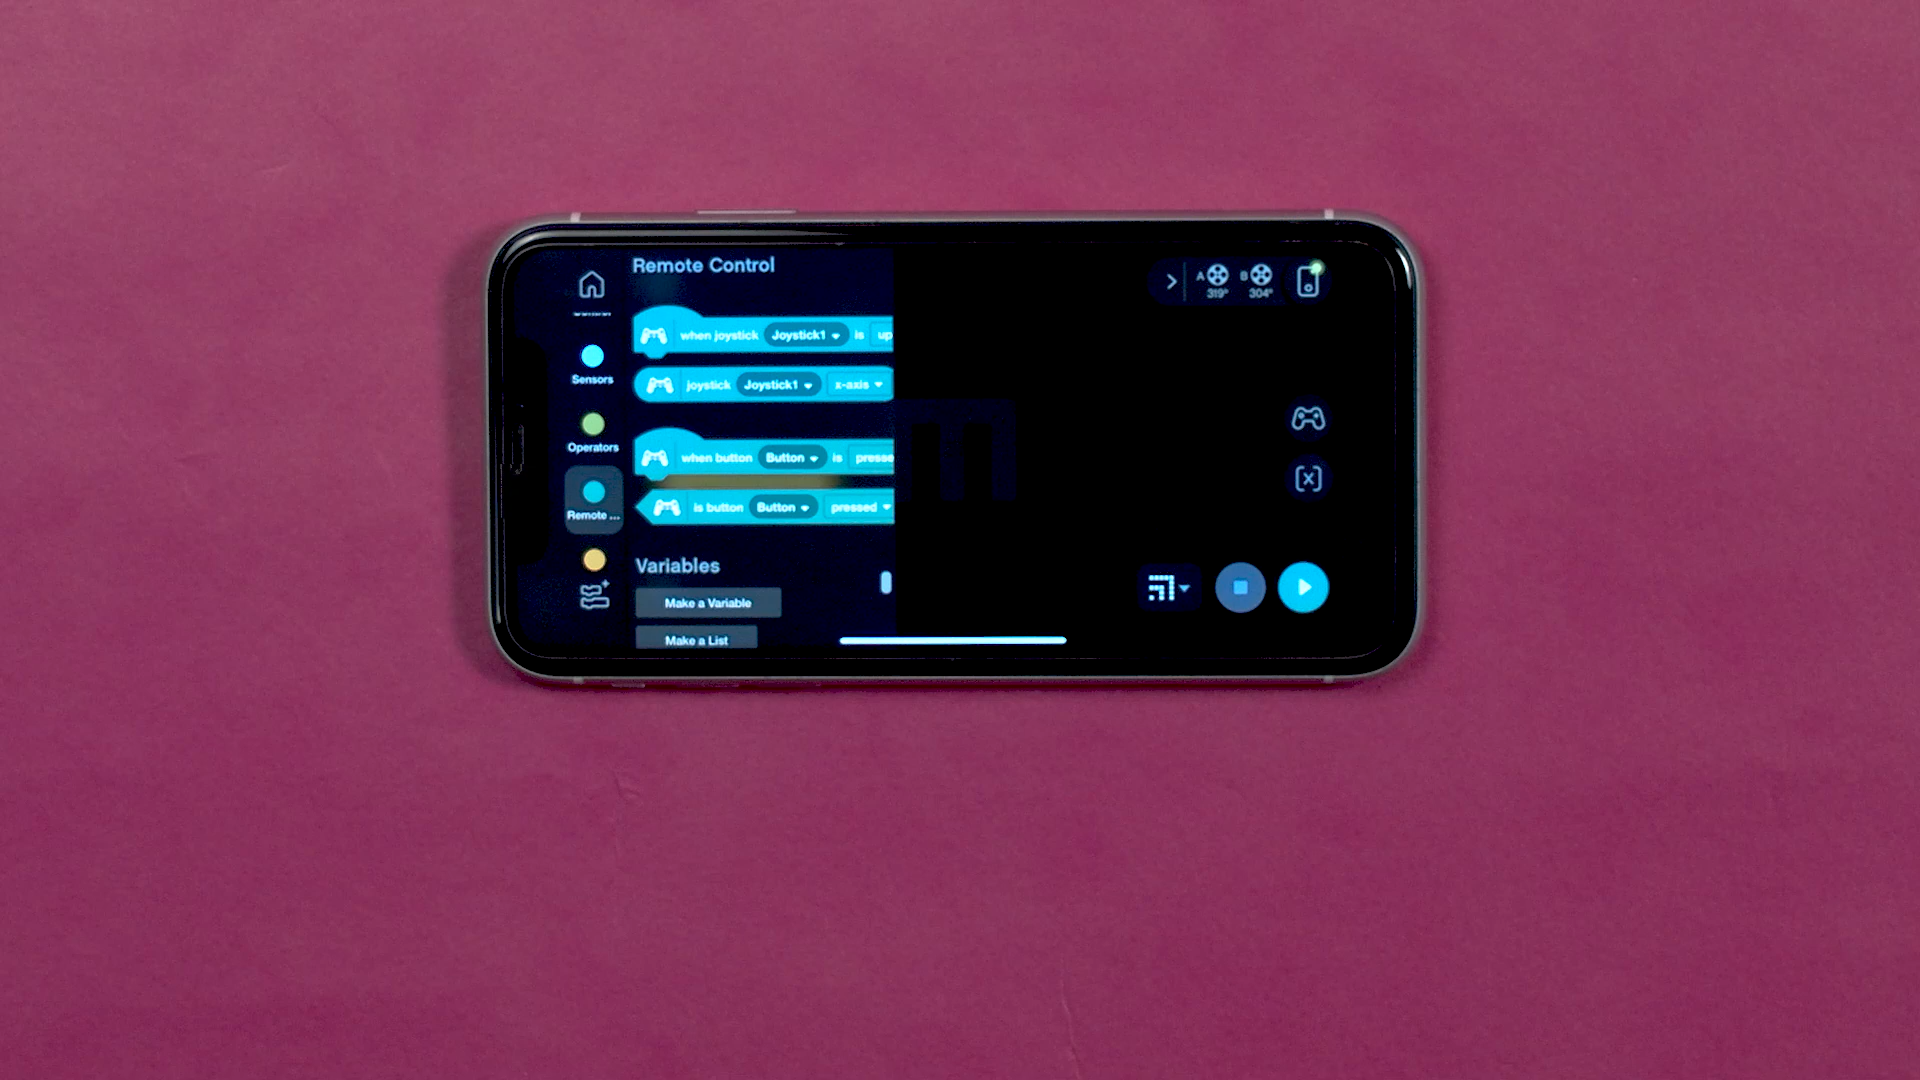 Remote Control
A 319° B 304°
when joystick Joystick1 is up
Sensors
joystick Joystick1 x-axis
Operators
when button Button is presse
Remote ...
is button Button pressed
Variables
Make a Variable
Make a List